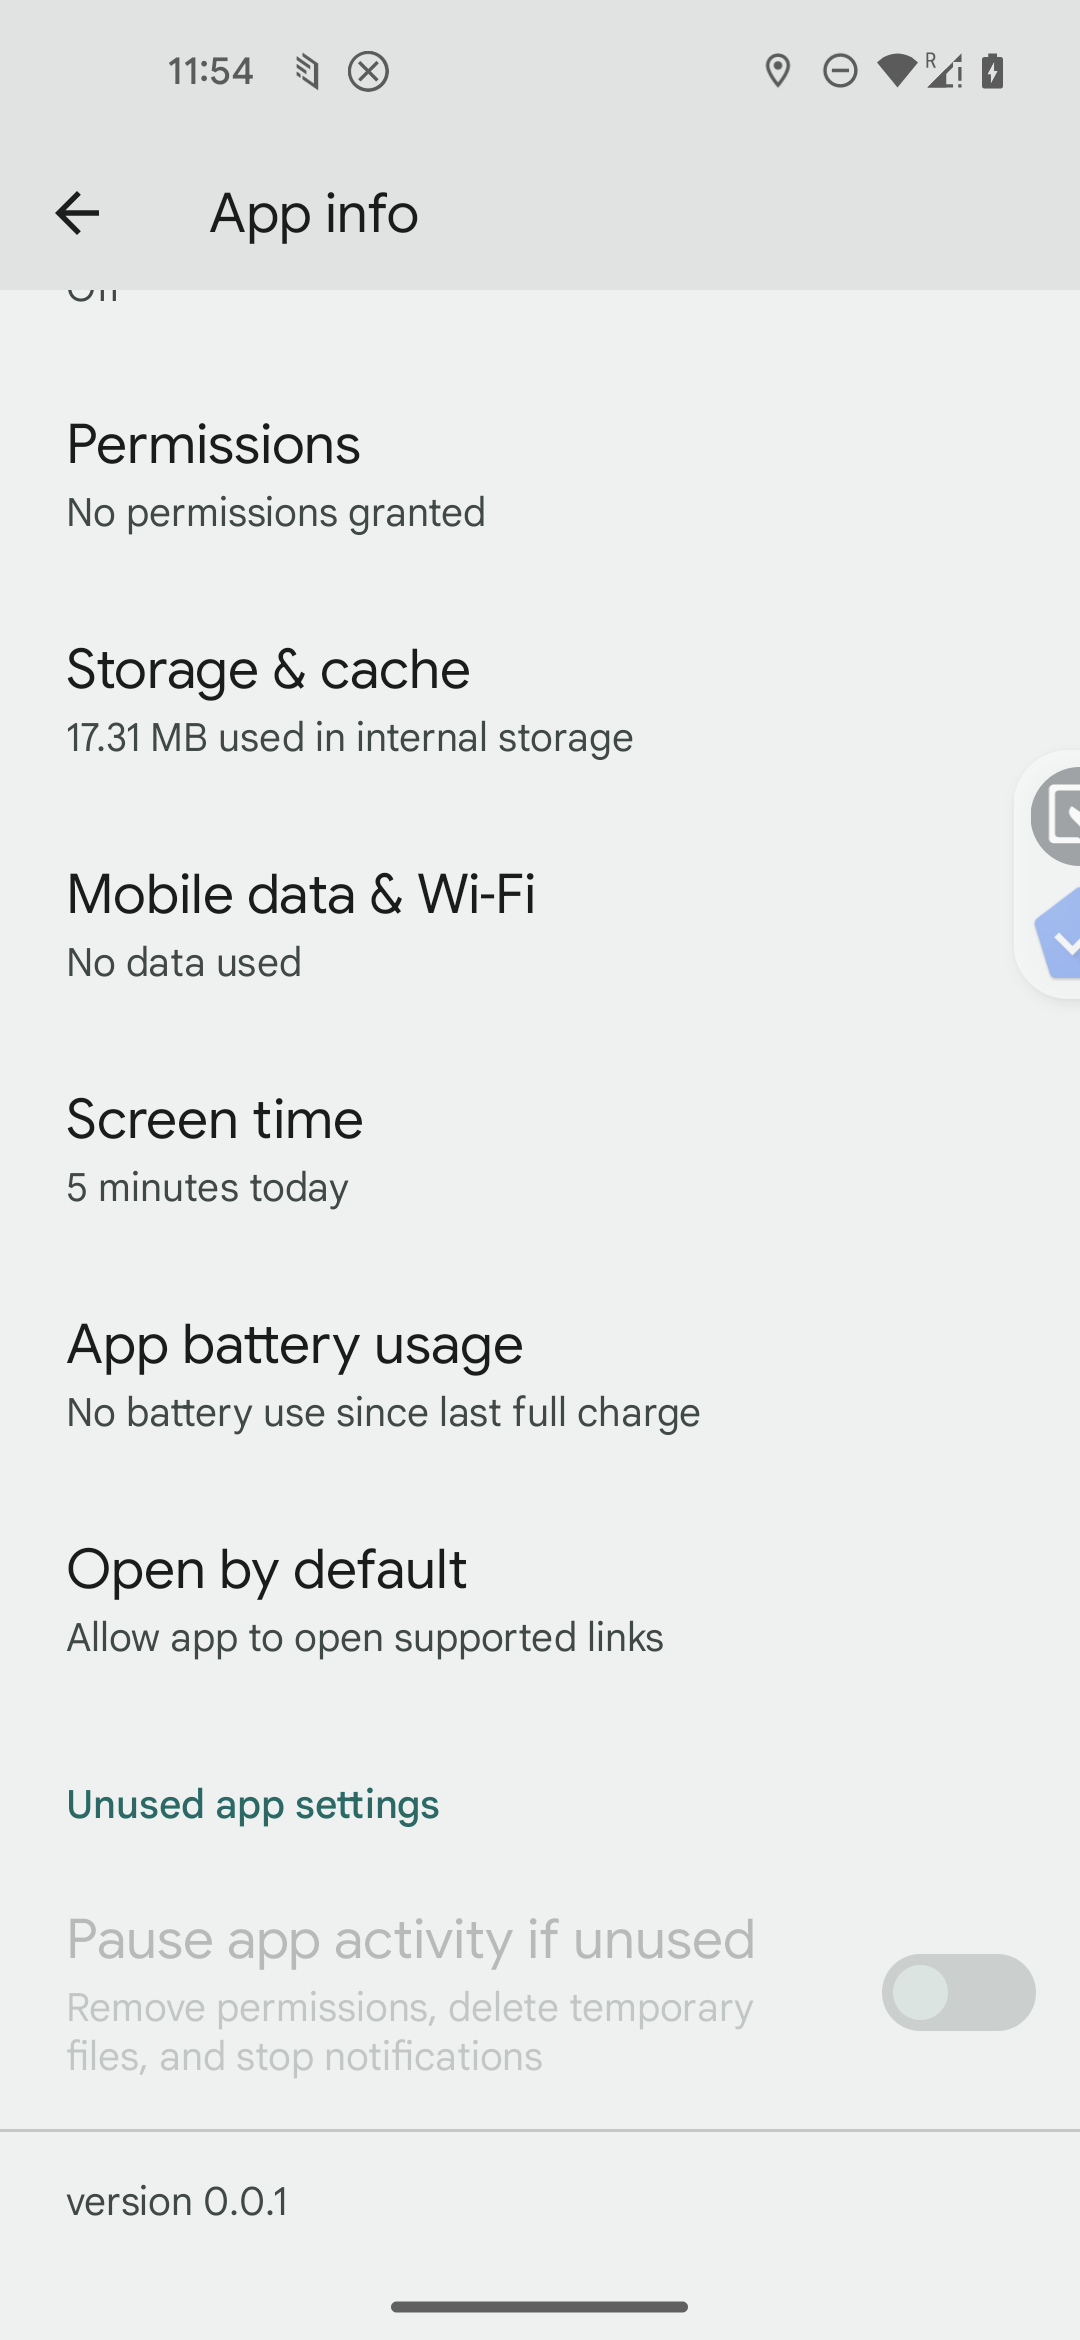 11:54
R
App info
Permissions
No permissions granted
Storage & cache
17.31 MB used in internal storage
Mobile data & Wi-Fi
No data used
Screen time
5 minutes today
App battery usage
No battery use since last full charge
Open by default
Allow app to open supported links
Unused app settings
Pause app activity if unused
Remove permissions, delete temporary
files, and stop notifications
version 0.0.1